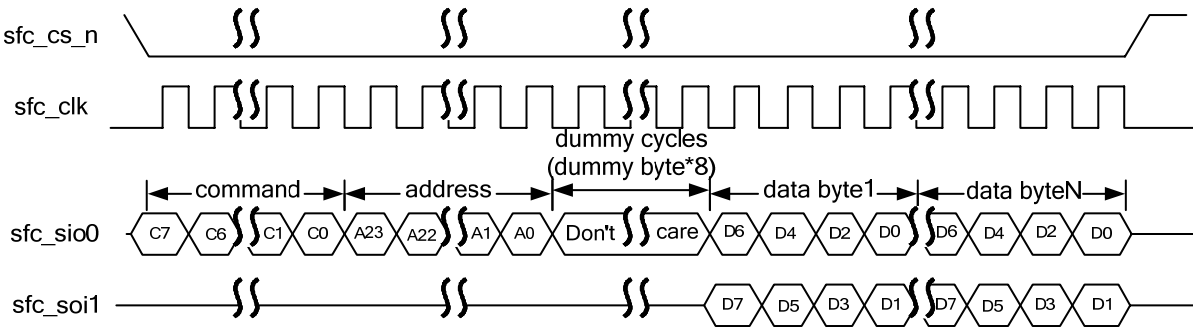 sfc_cs_n
sfc_clk
dummy cycles
(dummy byte*8)
command address data byte1 data byteN
sfc_sio0 C7 C6 C1 C0 A23 A22 A1 A0 Don't care D6 D4 D2 D0 D6 D4 D2 D0
sfc_soi1 D7 D5 D3 D1 D7 D5 D3 D1